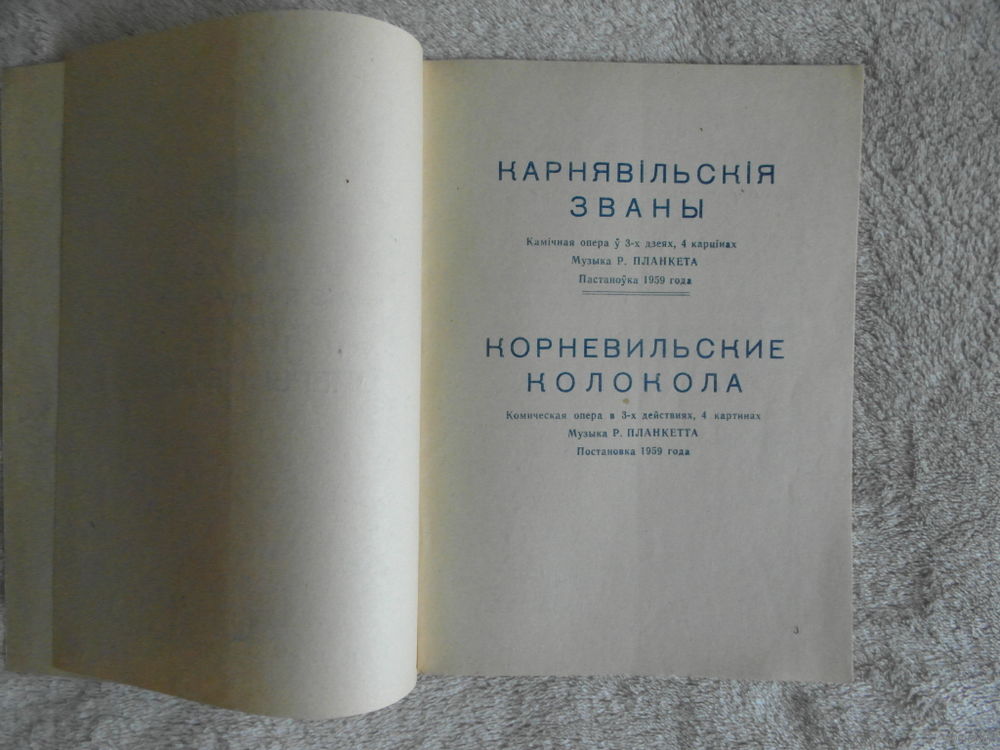 КАРНЯВІЛЬСКІЯ
ЗВАНЫ
Камічная опера ў 3-х дзеях, 4 карцінах
Музыка Р. ПЛАНКЕТА
Пастаноўка 1959 года
КОРНЕВИЛЬСКИЕ
КОЛОКОЛА
Комическая опера в 3-х действиях, 4 картинах
Музыка Р. ПЛАНКЕТТА
Постановка 1959 года
3